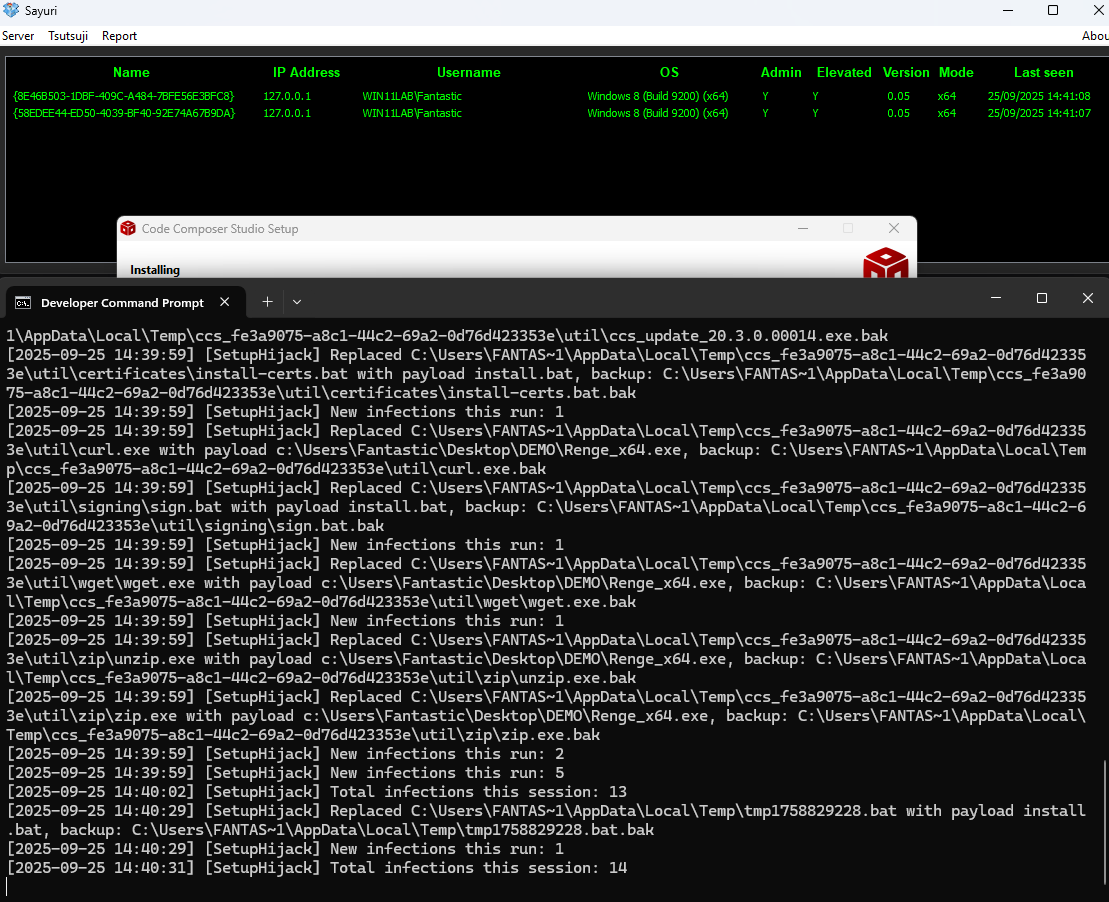 Sayuri
Server Tsutsuji Report Abou
Name IP Address Username OS Admin Elevated Version Mode Last seen
{8E46B503-1DBF-409C-A484-7BFE56E3BFC8} 127.0.0.1 WIN11LAB\Fantastic Windows 8 (Build 9200) (x64) Y Y 0.05 x64 25/09/2025 14:41:08
{58EDEE44-ED50-4039-BF40-92E74A67B9DA} 127.0.0.1 WIN11LAB\Fantastic Windows 8 (Build 9200) (x64) Y Y 0.05 x64 25/09/2025 14:41:07
Code Composer Studio Setup
Installing
Developer Command Prompt
1\AppData\Local\Temp\ccs_fe3a9075-a8c1-44c2-69a2-0d76d423353e\util\ccs_update_20.3.0.00014.exe.bak
[2025-09-25 14:39:59] [SetupHijack] Replaced C:\Users\FANTAS~1\AppData\Local\Temp\ccs_fe3a9075-a8c1-44c2-69a2-0d76d42335
3e\util\certificates\install-certs.bat with payload install.bat, backup: C:\Users\FANTAS~1\AppData\Local\Temp\ccs_fe3a90
75-a8c1-44c2-69a2-0d76d423353e\util\certificates\install-certs.bat.bak
[2025-09-25 14:39:59] [SetupHijack] New infections this run: 1
[2025-09-25 14:39:59] [SetupHijack] Replaced C:\Users\FANTAS~1\AppData\Local\Temp\ccs_fe3a9075-a8c1-44c2-69a2-0d76d42335
3e\util\curl.exe with payload c:\Users\Fantastic\Desktop\DEMO\Renge_x64.exe, backup: C:\Users\FANTAS~1\AppData\Local\Tem
p\ccs_fe3a9075-a8c1-44c2-69a2-0d76d423353e\util\curl.exe.bak
[2025-09-25 14:39:59] [SetupHijack] Replaced C:\Users\FANTAS~1\AppData\Local\Temp\ccs_fe3a9075-a8c1-44c2-69a2-0d76d42335
3e\util\signing\sign.bat with payload install.bat, backup: C:\Users\FANTAS~1\AppData\Local\Temp\ccs_fe3a9075-a8c1-44c2-6
9a2-0d76d423353e\util\signing\sign.bat.bak
[2025-09-25 14:39:59] [SetupHijack] New infections this run: 1
[2025-09-25 14:39:59] [SetupHijack] Replaced C:\Users\FANTAS~1\AppData\Local\Temp\ccs_fe3a9075-a8c1-44c2-69a2-0d76d42335
3e\util\wget\wget.exe with payload c:\Users\Fantastic\Desktop\DEMO\Renge_x64.exe, backup: C:\Users\FANTAS~1\AppData\Loca
l\Temp\ccs_fe3a9075-a8c1-44c2-69a2-0d76d423353e\util\wget\wget.exe.bak
[2025-09-25 14:39:59] [SetupHijack] New infections this run: 1
[2025-09-25 14:39:59] [SetupHijack] Replaced C:\Users\FANTAS~1\AppData\Local\Temp\ccs_fe3a9075-a8c1-44c2-69a2-0d76d42335
3e\util\zip\unzip.exe with payload c:\Users\Fantastic\Desktop\DEMO\Renge_x64.exe, backup: C:\Users\FANTAS~1\AppData\Loca
l\Temp\ccs_fe3a9075-a8c1-44c2-69a2-0d76d423353e\util\zip\unzip.exe.bak
[2025-09-25 14:39:59] [SetupHijack] Replaced C:\Users\FANTAS~1\AppData\Local\Temp\ccs_fe3a9075-a8c1-44c2-69a2-0d76d42335
3e\util\zip\zip.exe with payload c:\Users\Fantastic\Desktop\DEMO\Renge_x64.exe, backup: C:\Users\FANTAS~1\AppData\Local\
Temp\ccs_fe3a9075-a8c1-44c2-69a2-0d76d423353e\util\zip\zip.exe.bak
[2025-09-25 14:39:59] [SetupHijack] New infections this run: 2
[2025-09-25 14:39:59] [SetupHijack] New infections this run: 5
[2025-09-25 14:40:02] [SetupHijack] Total infections this session: 13
[2025-09-25 14:40:29] [SetupHijack] Replaced C:\Users\FANTAS~1\AppData\Local\Temp\tmp1758829228.bat with payload install
.bat, backup: C:\Users\FANTAS~1\AppData\Local\Temp\tmp1758829228.bat.bak
[2025-09-25 14:40:29] [SetupHijack] New infections this run: 1
[2025-09-25 14:40:31] [SetupHijack] Total infections this session: 14